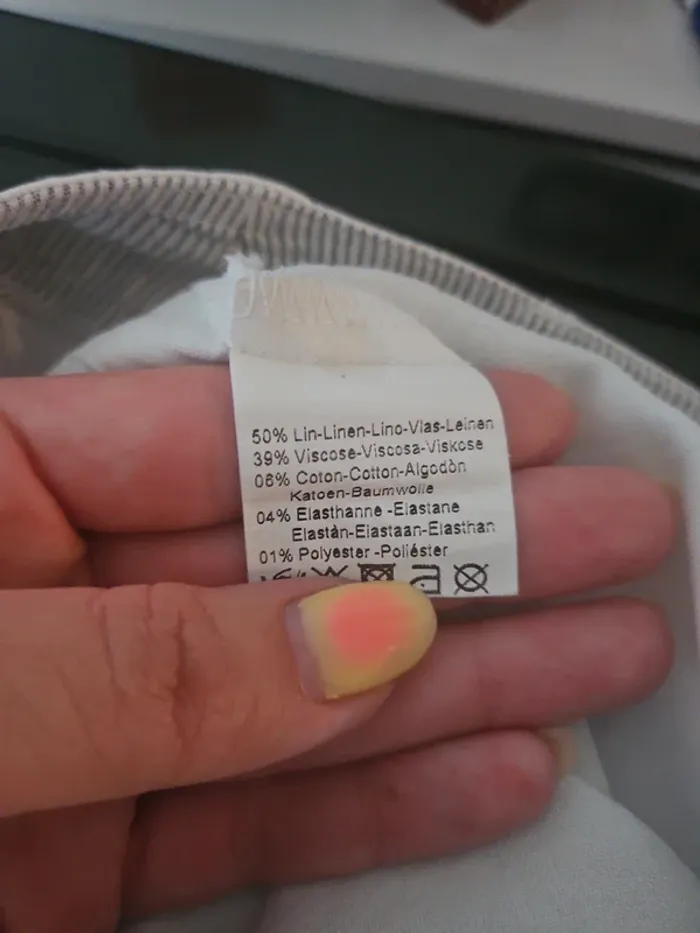 50% Lin-Linen-Lino-Vlas-Leinen
39% Viscose-Viscosa-Viskose
06% Coton-Cotton-Algodòn
Katoen-Baumwolle
04% Elasthanne -Elastane
Elastàn-Elastaan-Elasthan
01% Polyester -Poliéster